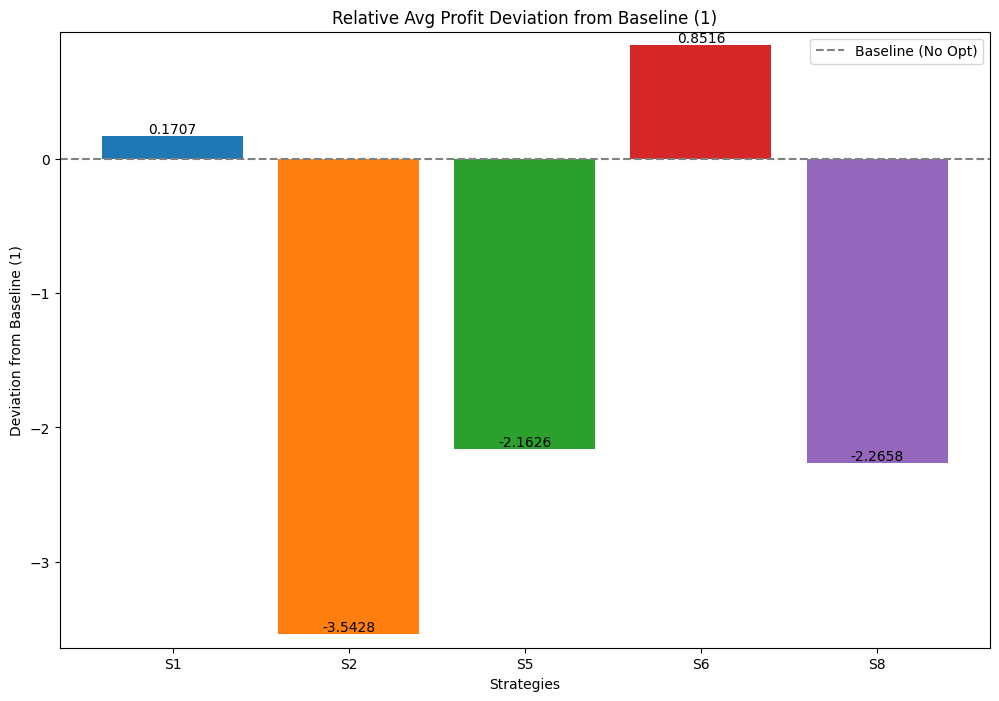 Relative Avg Profit Deviation from Baseline (1)
Baseline (No Opt)
0.8516
0.1707
0
−1
−2
−3
Deviation from Baseline (1)
-2.1626
-2.2658
-3.5428
S1 S2 S5 S6 S8
Strategies